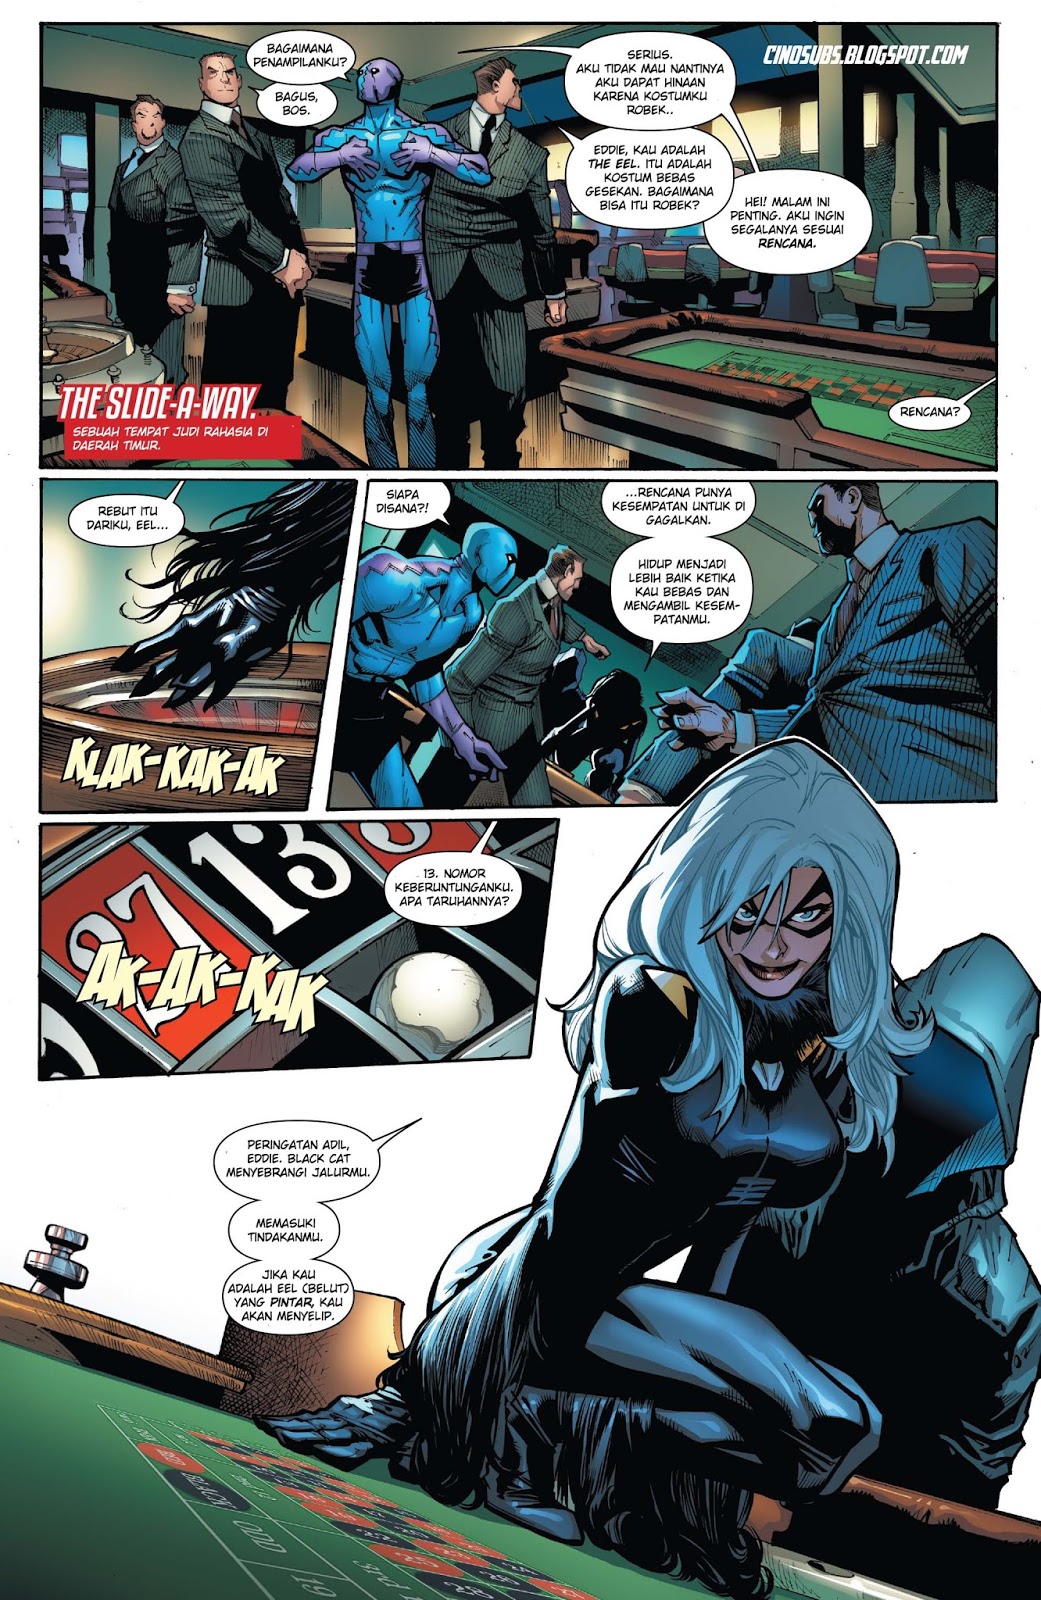 BAGAIMANA
PENAMPILANKU?
BAGUS,
BOS.
SERIUS.
AKU TIDAK MAU NANTINYA
AKU DAPAT HINAAN
KARENA KOSTUMKU
ROBEK..
CINOSUBS.BLOGSPOT.COM
EDDIE, KAU ADALAH
THE EEL. ITU ADALAH
KOSTUM BEBAS
GESEKAN. BAGAIMANA
BISA ITU ROBEK?
HEI! MALAM INI
PENTING. AKU INGIN
SEGALANYA SESUAI
RENCANA.
THE SLIDE-A-WAY.
SEBUAH TEMPAT JUDI RAHASIA DI
DAERAH TIMUR.
RENCANA?
REBUT ITU
DARIKU, EEL...
KLAK-KAK-AK
SIAPA
DISANA?!
...RENCANA PUNYA
KESEMPATAN UNTUK DI
GAGALKAN.
HIDUP MENJADI
LEBIH BAIK KETIKA
KAU BEBAS DAN
MENGAMBIL KESEM-
PATANMU.
27
13
13. NOMOR
KEBERUNTUNGANKU.
APA TARUHANNYA?
AK-AK-KAK
PERINGATAN ADIL,
EDDIE. BLACK CAT
MENYEBRANGI JALURMU.
MEMASUKI
TINDAKANMU.
JIKA KAU
ADALAH EEL (BELUT)
YANG PINTAR, KAU
AKAN MENYELIP.